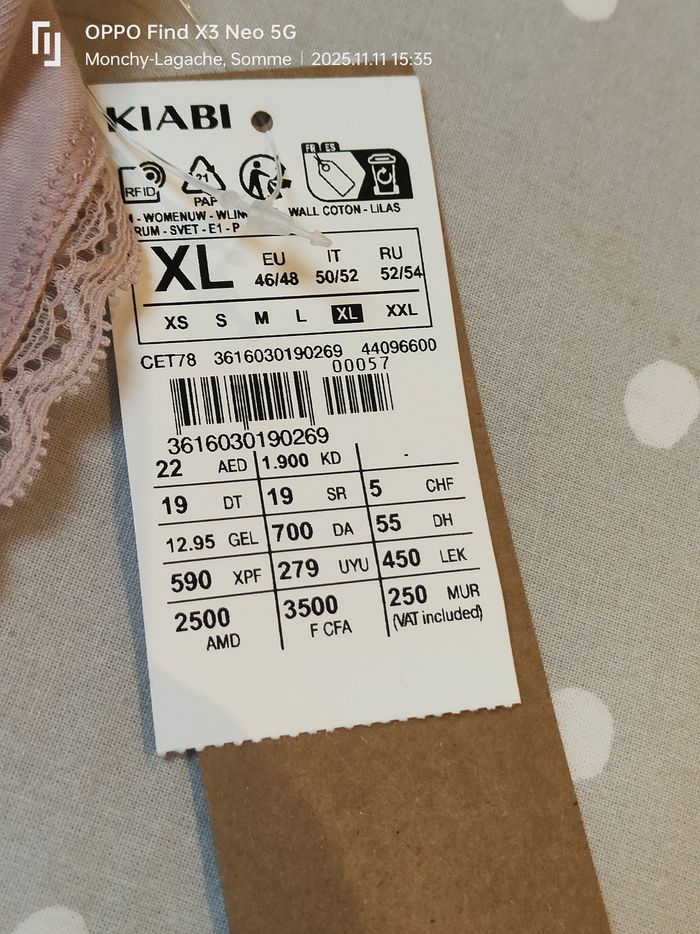 OPPO Find X3 Neo 5G
Monchy-Lagache, Somme | 2025.11.11 15:35
KIABI
FR ES
RFID
21
PAP
- WOMENUW - WLIN WALL COTON - LILAS
RUM - SVET - E1 - P
XL EU 46/48 IT 50/52 RU 52/54
XS S M L XL XXL
CET78 3616030190269 44096600
00057
3616030190269
22 AED 1.900 KD -
19 DT 19 SR 5 CHF
12.95 GEL 700 DA 55 DH
590 XPF 279 UYU 450 LEK
2500 AMD 3500 F CFA 250 MUR
(VAT included)